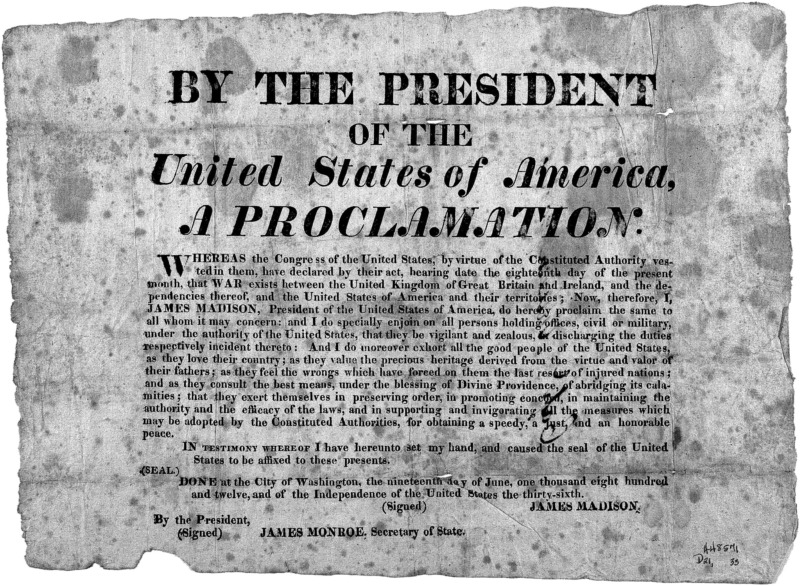 BY THE PRESIDENT
OF THE
United States of America,
A PROCLAMATION.
WHEREAS the Congress of the United States, by virtue of the Constituted Authority ves-
ted in them, have declared by their act, bearing date the eighteenth day of the present
month, that WAR exists between the United Kingdom of Great Britain and Ireland, and the de-
pendencies thereof, and the United States of America and their territories; Now, therefore, I,
JAMES MADISON, President of the United States of America, do hereby proclaim the same to
all whom it may concern: and I do specially enjoin on all persons holding offices, civil or military,
under the authority of the United States, that they be vigilant and zealous, in discharging the duties
respectively incident thereto: And I do moreover exhort all the good people of the United States,
as they love their country; as they value the precious heritage derived from the virtue and valor of
their fathers; as they feel the wrongs which have forced on them the last resort of injured nations;
and as they consult the best means, under the blessing of Divine Providence, of abridging its cala-
mities; that they exert themselves in preserving order, in promoting concord, in maintaining the
authority and the efficacy of the laws, and in supporting and invigorating all the measures which
may be adopted by the Constituted Authorities, for obtaining a speedy, a just, and an honorable
peace.
IN TESTIMONY WHEREOF I have hereunto set my hand, and caused the seal of the United
States to be affixed to these presents.
(SEAL.)
DONE at the City of Washington, the nineteenth day of June, one thousand eight hundred
and twelve, and of the Independence of the United States the thirty-sixth.
(Signed) JAMES MADISON.
By the President,
(Signed) JAMES MONROE, Secretary of State.